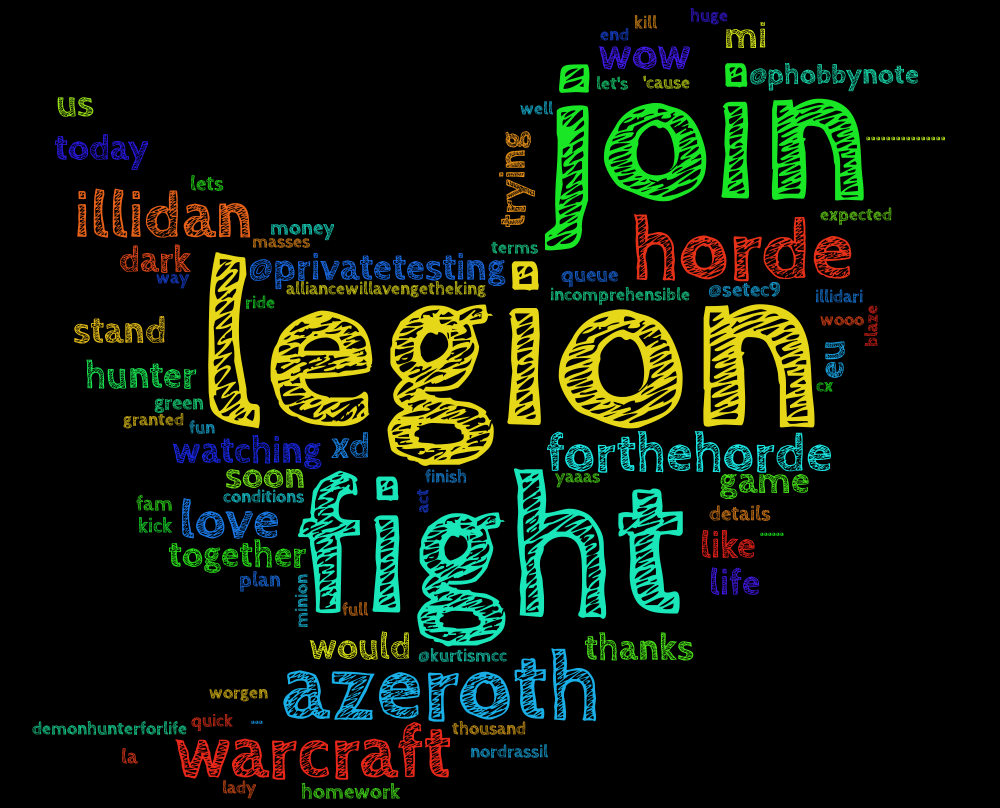 huge
kill
mi
end
wow
@phobbynote
let's 'cause
us
well
join
................
today
trying
lets
illidan
expected
money
horde
masses
terms
dark
@privatetesting
way
queue
alliancewillavengetheking
@setec9
incomprehensible
illidari
ride
legion
wooo
blaze
stand
eu
hunter
cx
green
granted
fun
watching
xd
forthehorde
soon
finish
yaaas
game
conditions
act
fam
love
fight
details
kick
like
......
together
plan
life
minion
full
would
thanks
@kurtismcc
azeroth
worgen
quick
...
demonhunterforlife
thousand
warcraft
nordrassil
la
lady
homework